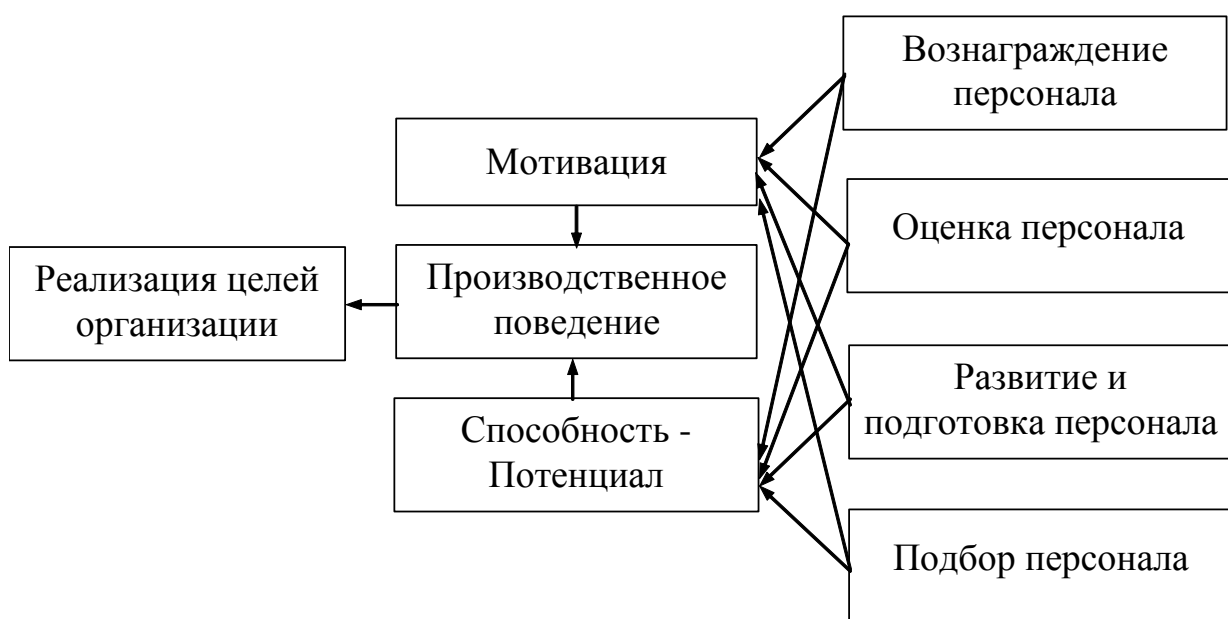 Вознаграждение
персонала
Мотивация
Оценка персонала
Реализация целей
организации
Производственное
поведение
Развитие и
подготовка персонала
Способность -
Потенциал
Подбор персонала